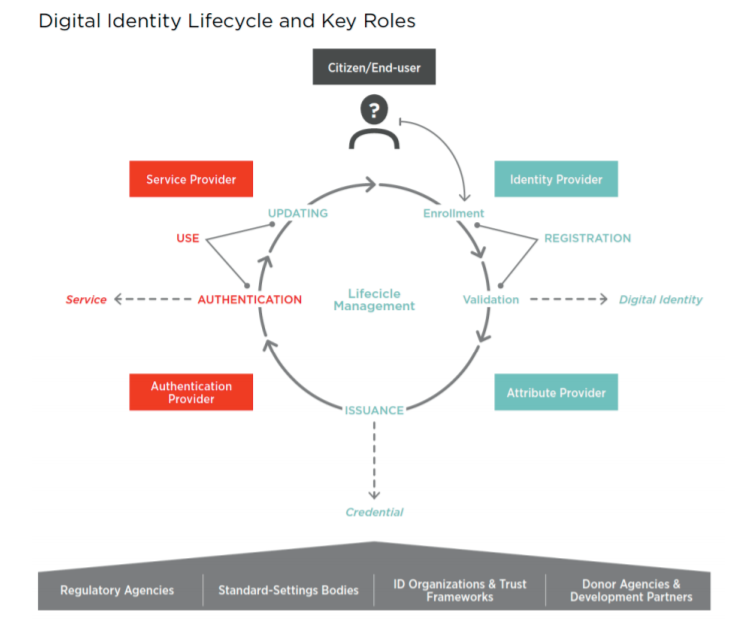 Digital Identity Lifecycle and Key Roles
Citizen/End-user
?
Service Provider
Identity Provider
UPDATING
Enrollment
USE
REGISTRATION
Service
AUTHENTICATION
Lifecicle
Management
Validation
Digital Identity
Authentication
Provider
Attribute Provider
ISSUANCE
Credential
Regulatory Agencies
Standard-Settings Bodies
ID Organizations & Trust
Frameworks
Donor Agencies &
Development Partners